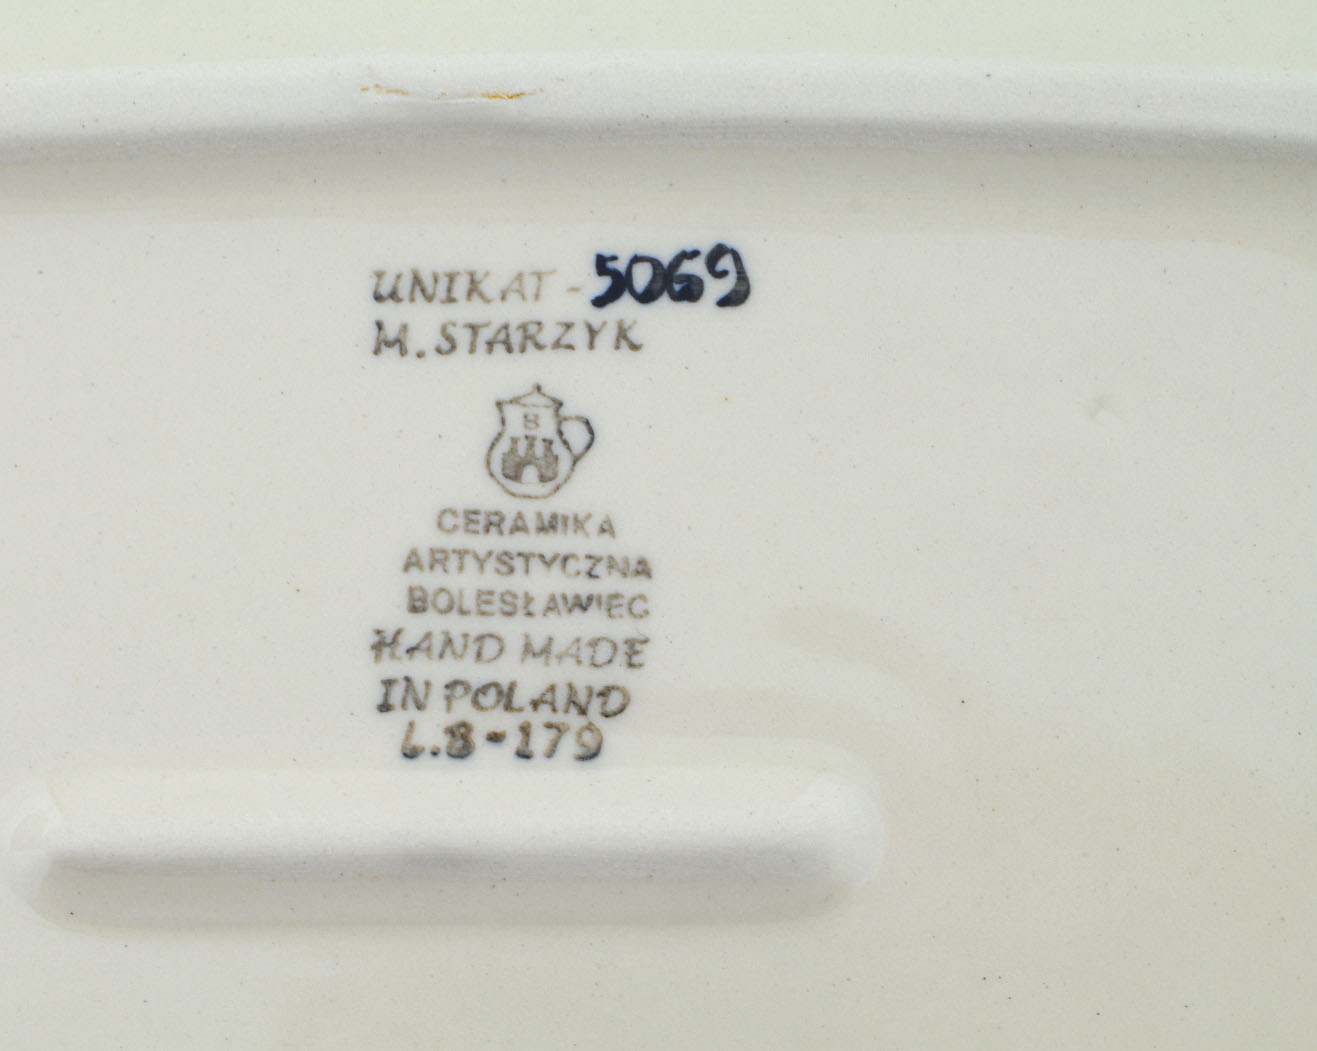 UNIKAT - 5069
M. STARZYK
B
CERAMIKA
ARTYSTYCZNA
BOLESŁAWIEC
HAND MADE
IN POLAND
L.8-179